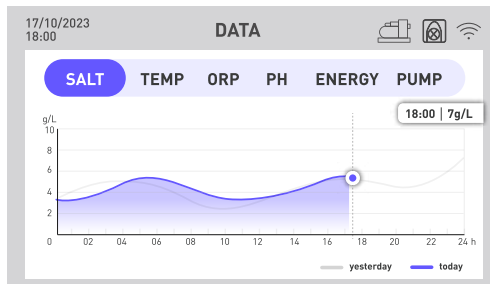 17/10/2023
18:00
DATA
SALT TEMP ORP PH ENERGY PUMP
18:00 | 7g/L
g/L
10
8
6
4
2
0 02 04 06 08 10 12 14 16 18 20 22 24 h
yesterday today